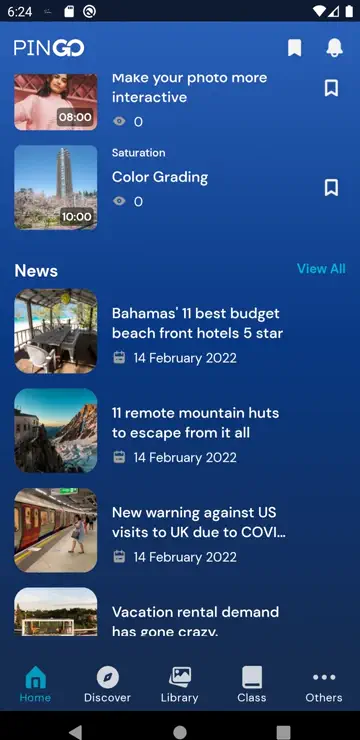 6:24
PINGO
Make your photo more
interactive
08:00
0
Saturation
Color Grading
10:00
0
News
View All
Bahamas' 11 best budget
beach front hotels 5 star
14 February 2022
11 remote mountain huts
to escape from it all
14 February 2022
New warning against US
visits to UK due to COVI...
14 February 2022
Vacation rental demand
has gone crazy.
Home
Discover
Library
Class
Others